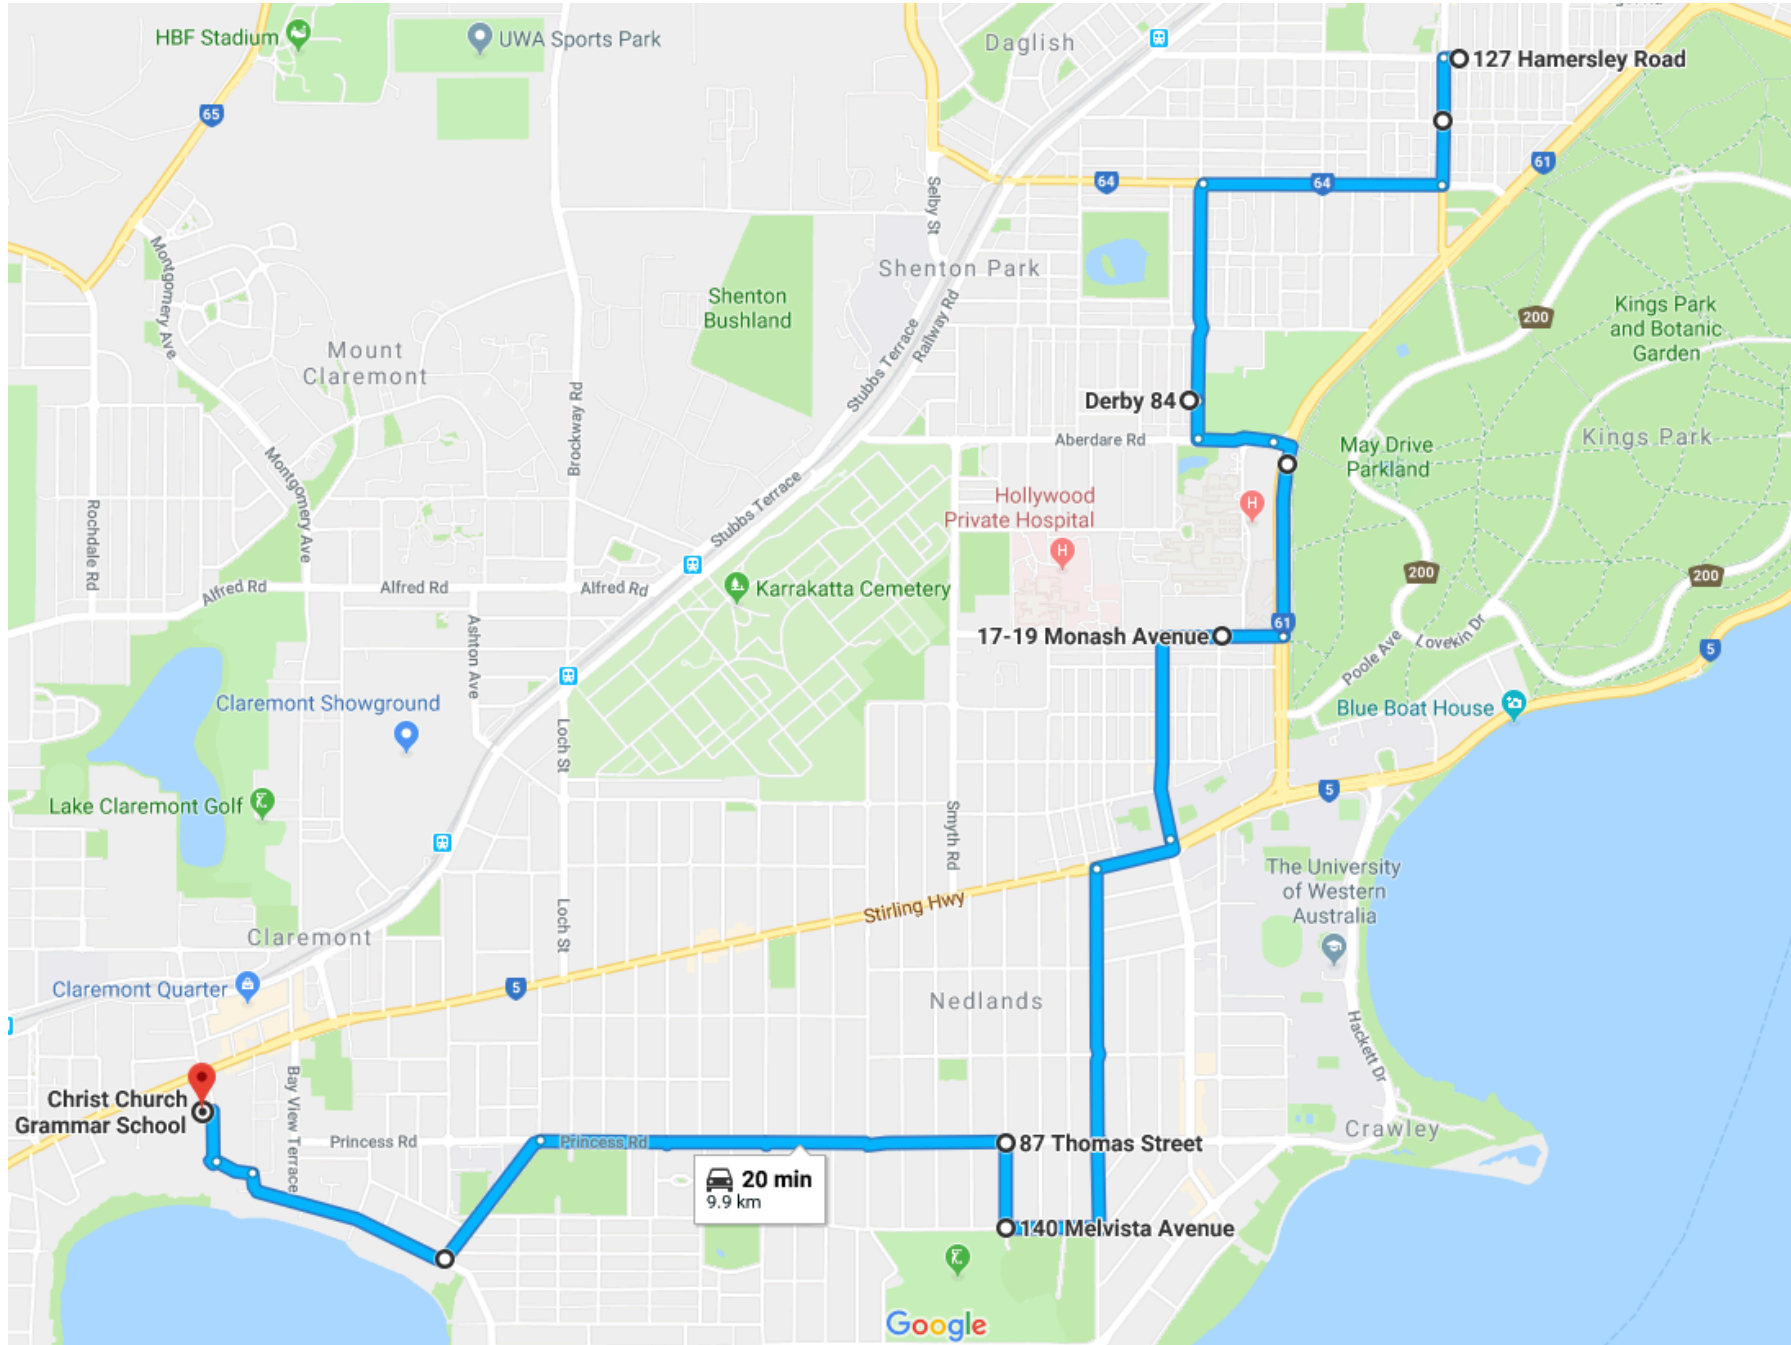 HBF Stadium
UWA Sports Park
Daglish
127 Hamersley Road
65
61
64
64
Selby St
Montgomery Ave
Shenton Park
Shenton
Bushland
Railway Rd
Stubbs Terrace
200
Kings Park
and Botanic
Garden
Mount
Claremont
Brockway Rd
Derby 84
Aberdare Rd
May Drive
Parkland
Kings Park
Montgomery Ave
Rochdale Rd
Stubbs Terrace
Hollywood
Private Hospital
H
H
200
200
Alfred Rd
Alfred Rd
Alfred Rd
Karrakatta Cemetery
61
17-19 Monash Avenue
Ashton Ave
Poole Ave
Lovekin Dr
5
Claremont Showground
Blue Boat House
Loch St
Lake Claremont Golf
5
Smyth Rd
The University
of Western
Australia
Stirling Hwy
Loch St
Claremont
Claremont Quarter
5
Nedlands
Hackett Dr
Christ Church
Grammar School
Bay View Terrace
Princess Rd
Princess Rd
87 Thomas Street
Crawley
20 min
9.9 km
140 Melvista Avenue
Google